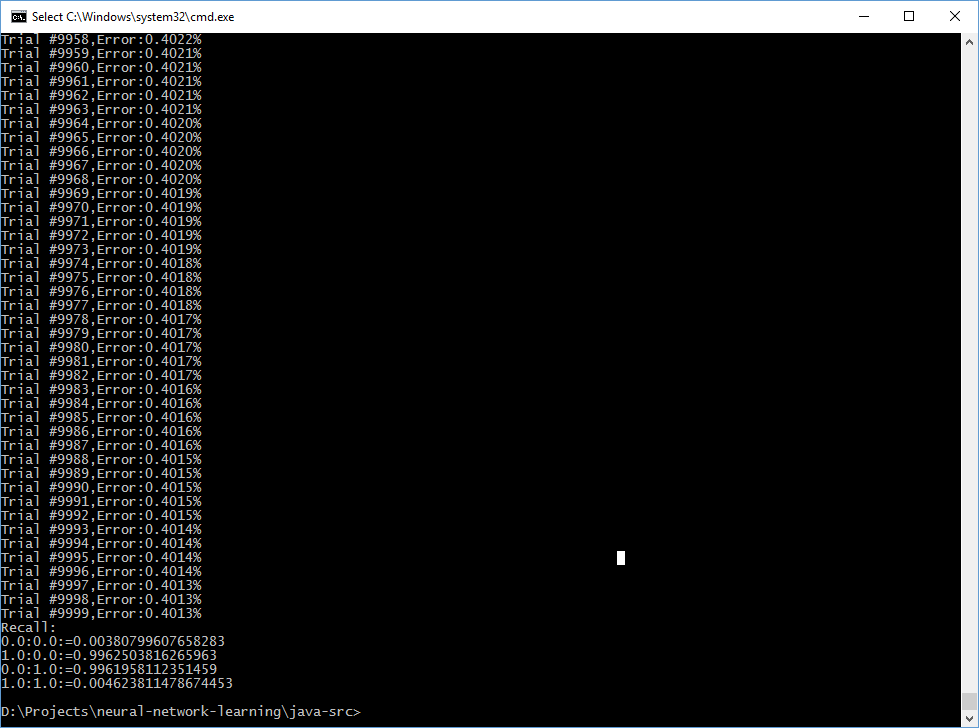 Select C:\Windows\system32\cmd.exe
Trial #9958,Error:0.4022%
Trial #9959,Error:0.4021%
Trial #9960,Error:0.4021%
Trial #9961,Error:0.4021%
Trial #9962,Error:0.4021%
Trial #9963,Error:0.4021%
Trial #9964,Error:0.4020%
Trial #9965,Error:0.4020%
Trial #9966,Error:0.4020%
Trial #9967,Error:0.4020%
Trial #9968,Error:0.4020%
Trial #9969,Error:0.4019%
Trial #9970,Error:0.4019%
Trial #9971,Error:0.4019%
Trial #9972,Error:0.4019%
Trial #9973,Error:0.4019%
Trial #9974,Error:0.4018%
Trial #9975,Error:0.4018%
Trial #9976,Error:0.4018%
Trial #9977,Error:0.4018%
Trial #9978,Error:0.4017%
Trial #9979,Error:0.4017%
Trial #9980,Error:0.4017%
Trial #9981,Error:0.4017%
Trial #9982,Error:0.4017%
Trial #9983,Error:0.4016%
Trial #9984,Error:0.4016%
Trial #9985,Error:0.4016%
Trial #9986,Error:0.4016%
Trial #9987,Error:0.4016%
Trial #9988,Error:0.4015%
Trial #9989,Error:0.4015%
Trial #9990,Error:0.4015%
Trial #9991,Error:0.4015%
Trial #9992,Error:0.4015%
Trial #9993,Error:0.4014%
Trial #9994,Error:0.4014%
Trial #9995,Error:0.4014%
Trial #9996,Error:0.4014%
Trial #9997,Error:0.4013%
Trial #9998,Error:0.4013%
Trial #9999,Error:0.4013%
Recall:
0.0:0.0:=0.00380799607658283
1.0:0.0:=0.9962503816265963
0.0:1.0:=0.9961958112351459
1.0:1.0:=0.004623811478674453
D:\Projects\neural-network-learning\java-src>